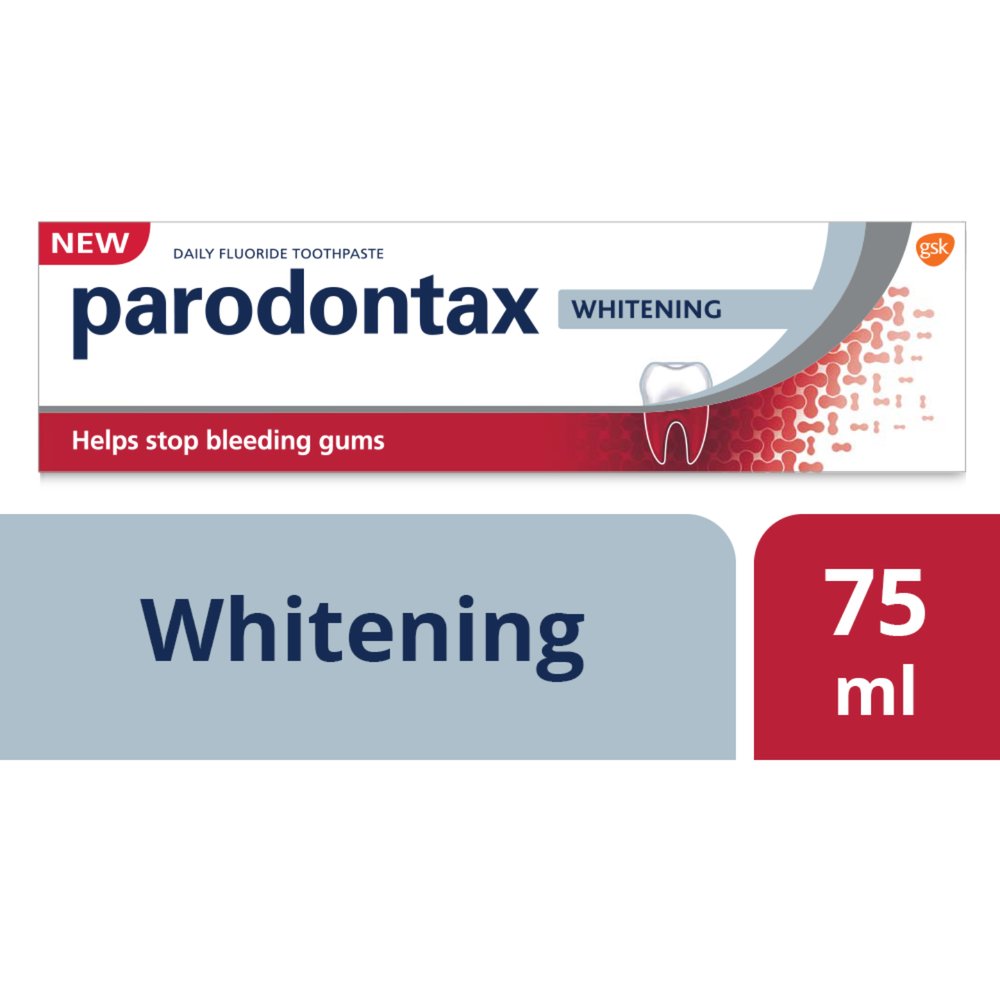 NEW
DAILY FLUORIDE TOOTHPASTE
parodontax
WHITENING
gsk
Helps stop bleeding gums
Whitening
75
ml